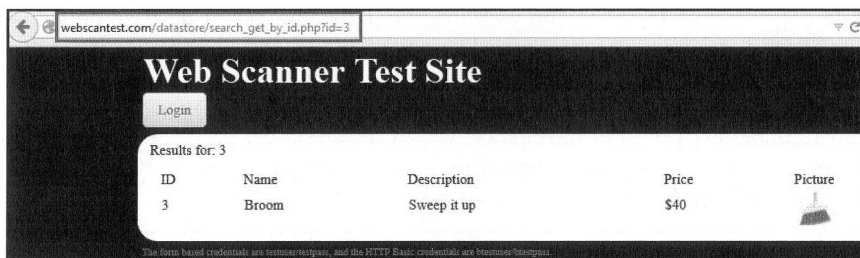 webscantest.com/datastore/search_get_by_id.php?id=3
Web Scanner Test Site
Login
Results for: 3
ID Name Description Price Picture
3 Broom Sweep it up $40
The form based credentials are testuser/testpass, and the HTTP Basic credentials are btestuser/btestpass.